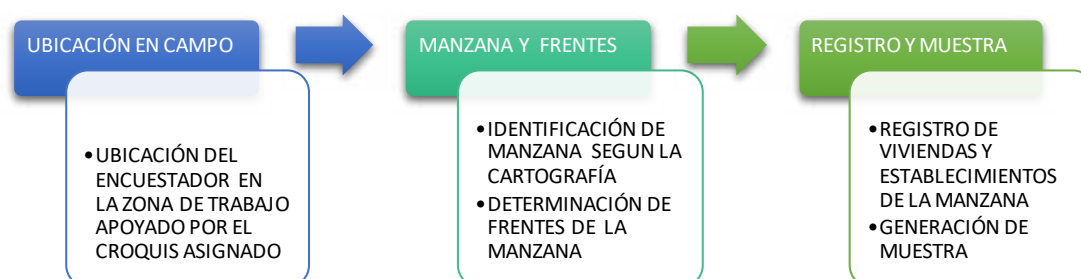 UBICACIÓN EN CAMPO
•UBICACIÓN DEL
ENCUESTADOR EN
LA ZONA DE TRABAJO
APOYADO POR EL
CROQUIS ASIGNADO
MANZANA Y FRENTES
•IDENTIFICACIÓN DE
MANZANA SEGUN LA
CARTOGRAFÍA
•DETERMINACIÓN DE
FRENTES DE LA
MANZANA
REGISTRO Y MUESTRA
•REGISTRO DE
VIVIENDAS Y
ESTABLECIMIENTOS
DE LA MANZANA
•GENERACIÓN DE
MUESTRA